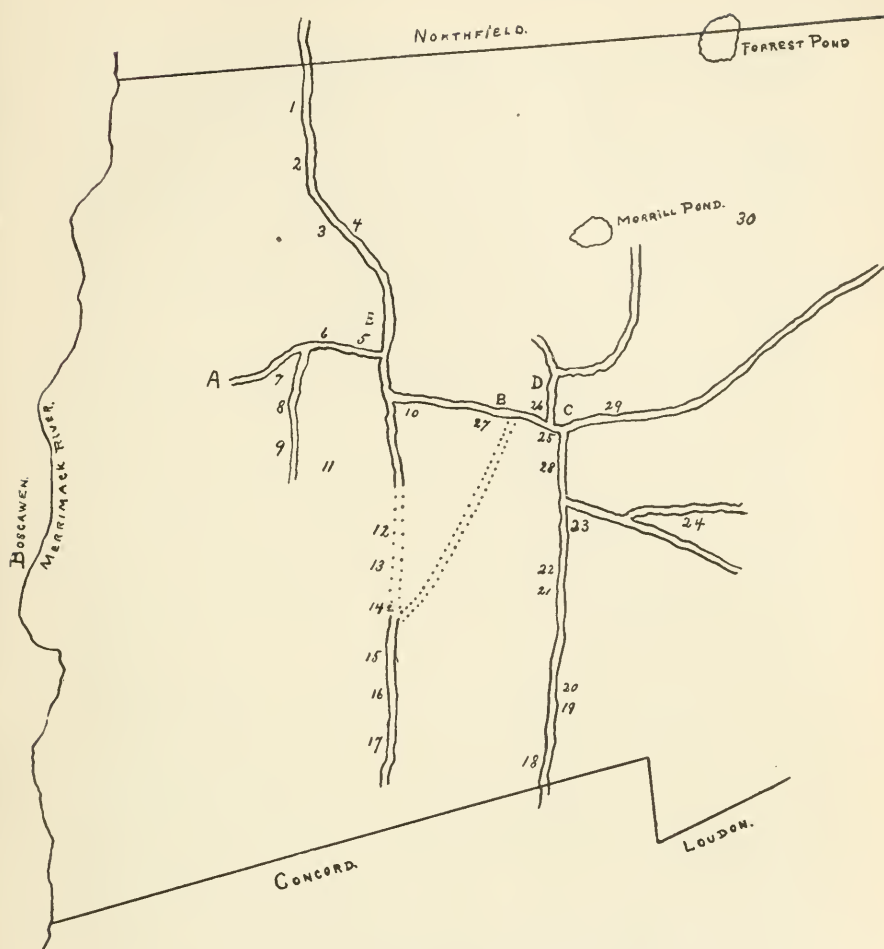 NORTHFIELD.
FORREST POND
1
2
MORRILL POND.
30
4
3
E
6
5
A
7
D
8
26
C
29
B
10
27
25
BOSCAWEN.
MERRIMACK RIVER.
9
11
28
12
23
24
13
22
21
14
15
20
16
19
17
18
LOUDON.
CONCORD.